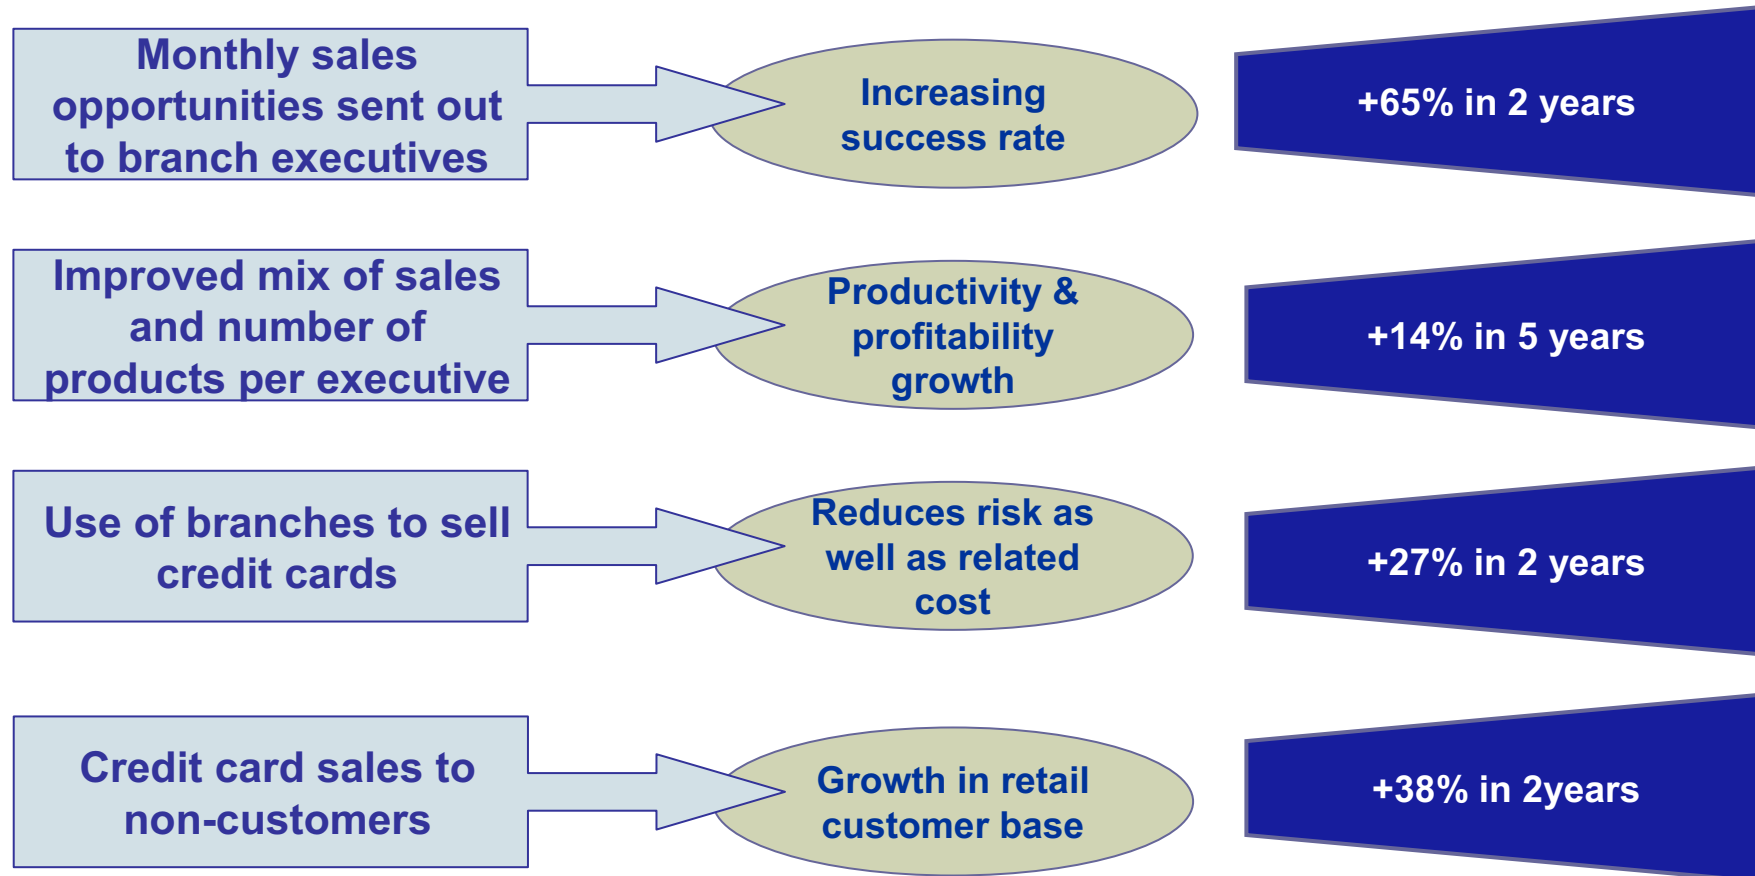 Monthly sales
opportunities sent out
to branch executives
Increasing
success rate
+65% in 2 years
Improved mix of sales
and number of
products per executive
Productivity &
profitability
growth
+14% in 5 years
Use of branches to sell
credit cards
Reduces risk as
well as related
cost
+27% in 2 years
Credit card sales to
non-customers
Growth in retail
customer base
+38% in 2years